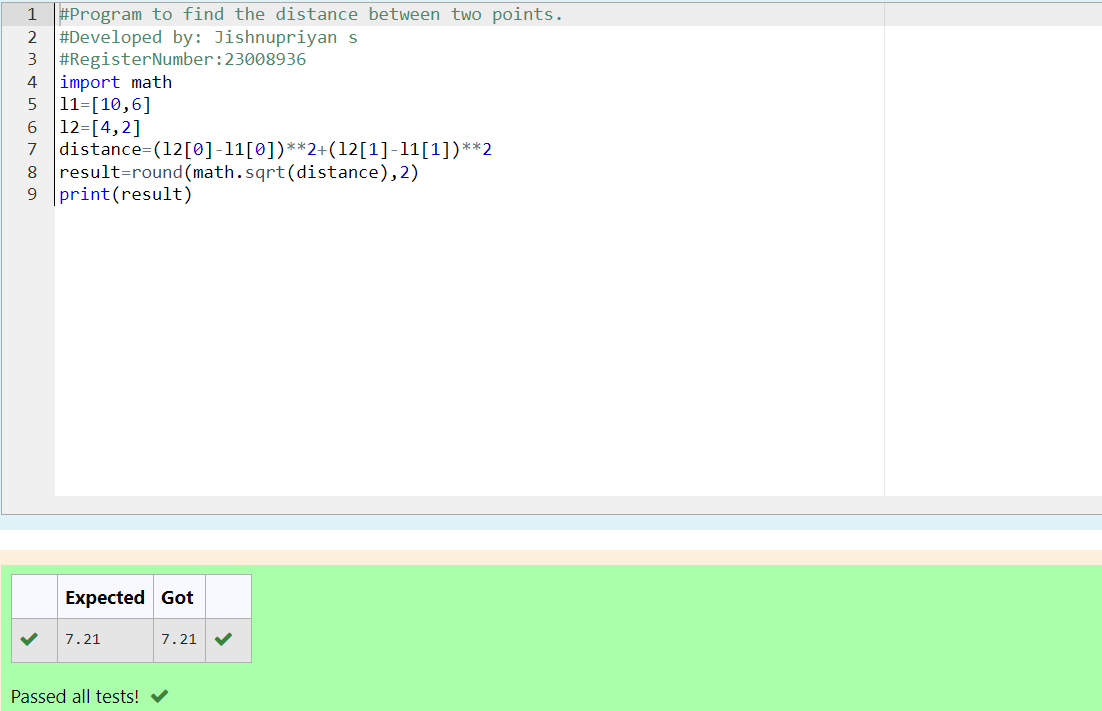 1 #Program to find the distance between two points.
2 #Developed by: Jishnupriyan s
3 #RegisterNumber:23008936
4 import math
5 l1=[10,6]
6 l2=[4,2]
7 distance=(l2[0]-l1[0])**2+(l2[1]-l1[1])**2
8 result=round(math.sqrt(distance),2)
9 print(result)
Expected Got
7.21 7.21
Passed all tests!